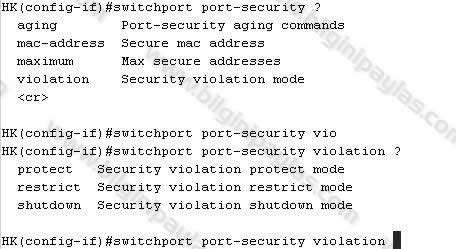 HK(config-if)#switchport port-security ?
  aging        Port-security aging commands
  mac-address  Secure mac address
  maximum      Max secure addresses
  violation    Security violation mode
  <cr>
HK(config-if)#switchport port-security vio
HK(config-if)#switchport port-security violation ?
  protect   Security violation protect mode
  restrict  Security violation restrict mode
  shutdown  Security violation shutdown mode
HK(config-if)#switchport port-security violation
www.bilginipaylas.com